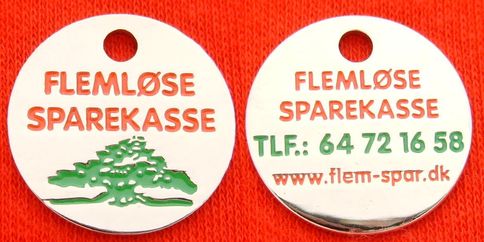 FLEMLØSE
SPAREKASSE
FLEMLØSE
SPAREKASSE
TLF.: 64 72 16 58
www.flem-spar.dk